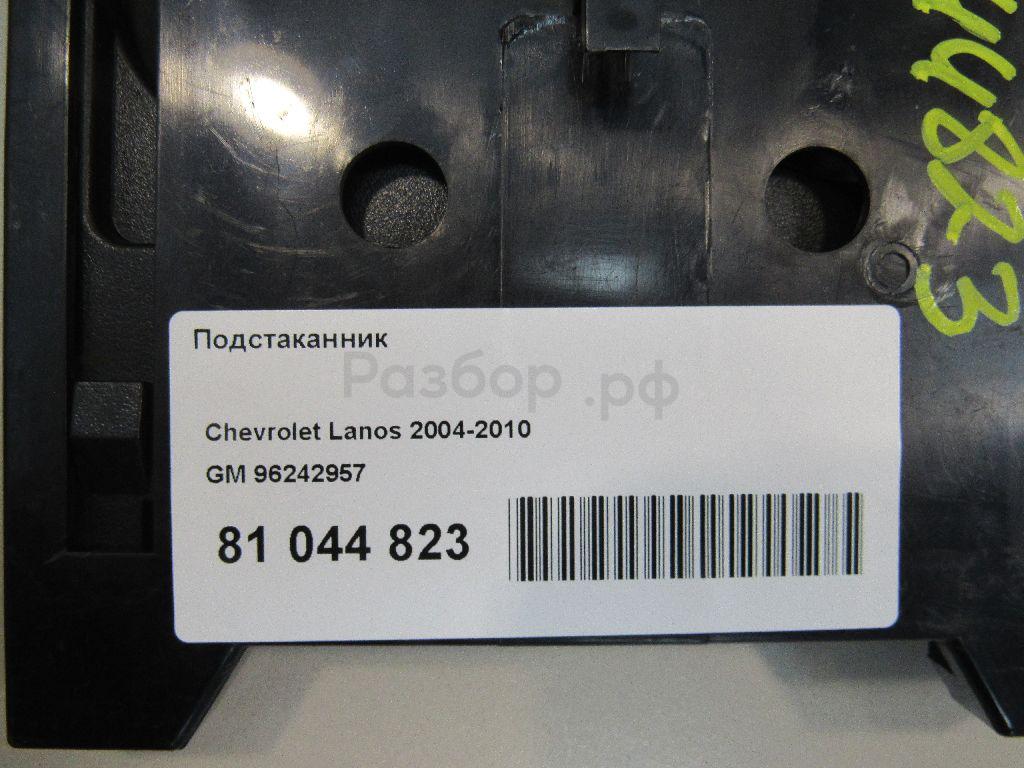 Подстаканник
Разбор.рф
Chevrolet Lanos 2004-2010
GM 96242957
81 044 823